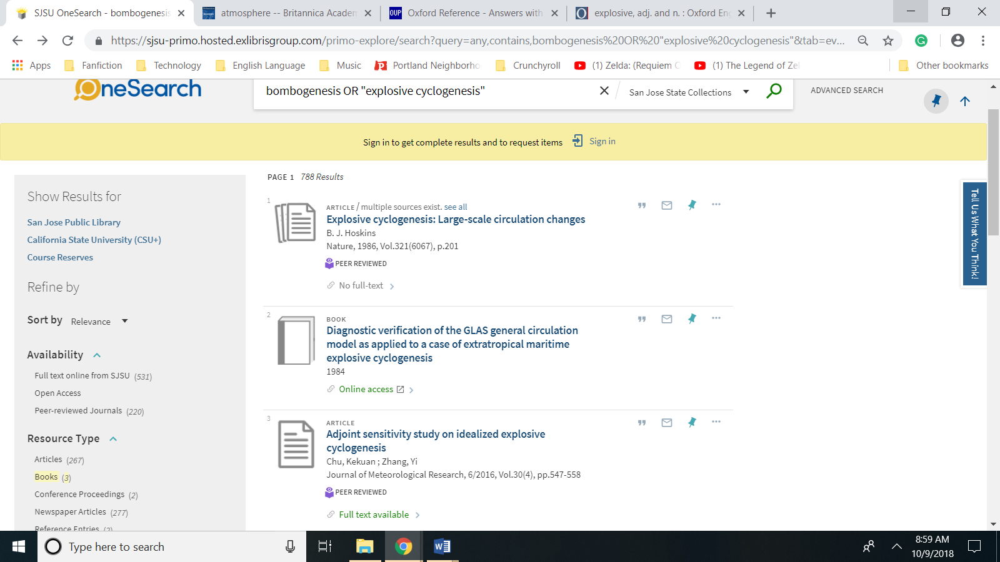 SJSU OneSearch - bombogenesis
atmosphere -- Britannica Academ
OUP
Oxford Reference - Answers with
explosive, adj. and n. : Oxford Eng
https://sjsu-primo.hosted.exlibrisgroup.com/primo-explore/search?query=any,contains,bombogenesis%20OR%20"explosive%20cyclogenesis"&tab=ev...
Apps
Fanfiction
Technology
English Language
Music
Portland Neighborho
Crunchyroll
(1) Zelda: (Requiem C
(1) The Legend of Zel
Other bookmarks
OneSearch
bombogenesis OR "explosive cyclogenesis"
San Jose State Collections
ADVANCED SEARCH
Sign in to get complete results and to request items
Sign in
Show Results for
San Jose Public Library
California State University (CSU+)
Course Reserves
Refine by
Sort by Relevance
Availability
Full text online from SJSU (531)
Open Access
Peer-reviewed Journals (220)
Resource Type
Articles (267)
Books (3)
Conference Proceedings (2)
Newspaper Articles (277)
Reference Entries (2)
PAGE 1 788 Results
1
ARTICLE / multiple sources exist. see all
Explosive cyclogenesis: Large-scale circulation changes
B. J. Hoskins
Nature, 1986, Vol.321(6067), p.201
PEER REVIEWED
No full-text
2
BOOK
Diagnostic verification of the GLAS general circulation
model as applied to a case of extratropical maritime
explosive cyclogenesis
1984
Online access
3
ARTICLE
Adjoint sensitivity study on idealized explosive
cyclogenesis
Chu, Kekuan ; Zhang, Yi
Journal of Meteorological Research, 6/2016, Vol.30(4), pp.547-558
PEER REVIEWED
Full text available
Tell Us What You Think!
Type here to search
8:59 AM
10/9/2018